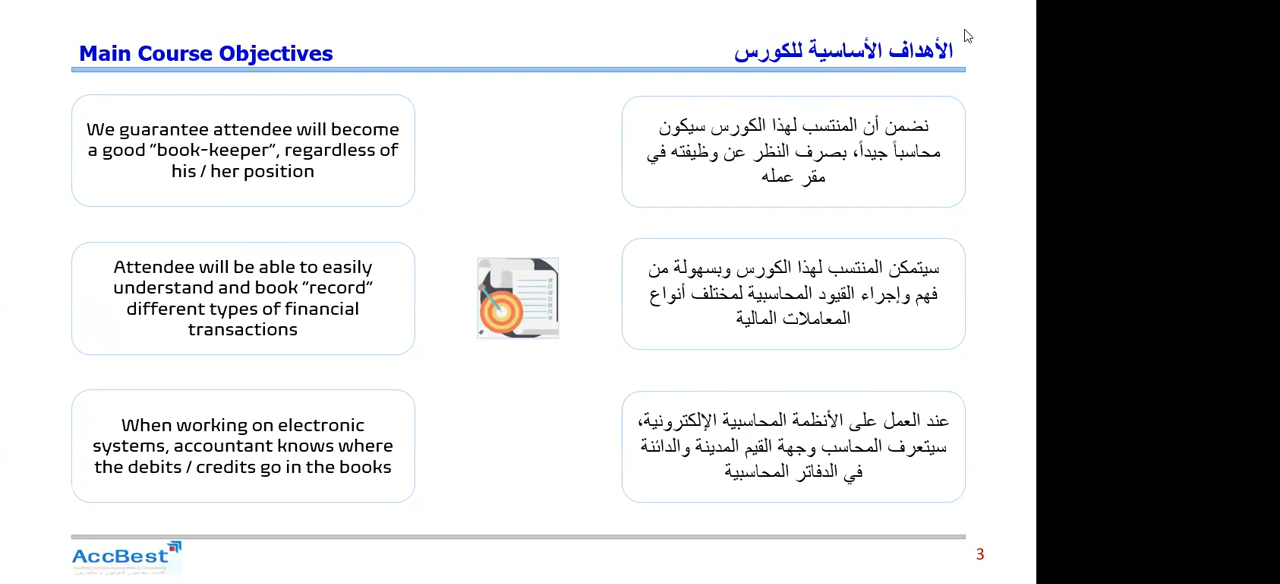 Main Course Objectives
الأهداف الأساسية للكورس
We guarantee attendee will become
a good “book-keeper”, regardless of
his / her position
نضمن أن المنتسب لهذا الكورس سيكون
محاسباً جيداً، بصرف النظر عن وظيفته في
مقر عمله
Attendee will be able to easily
understand and book “record”
different types of financial
transactions
سيتمكن المنتسب لهذا الكورس وبسهولة من
فهم وإجراء القيود المحاسبية لمختلف أنواع
المعاملات المالية
When working on electronic
systems, accountant knows where
the debits / credits go in the books
عند العمل على الأنظمة المحاسبية الإلكترونية،
سيتعرف المحاسب وجهة القيم المدينة والدائنة
في الدفاتر المحاسبية
AccBest
3